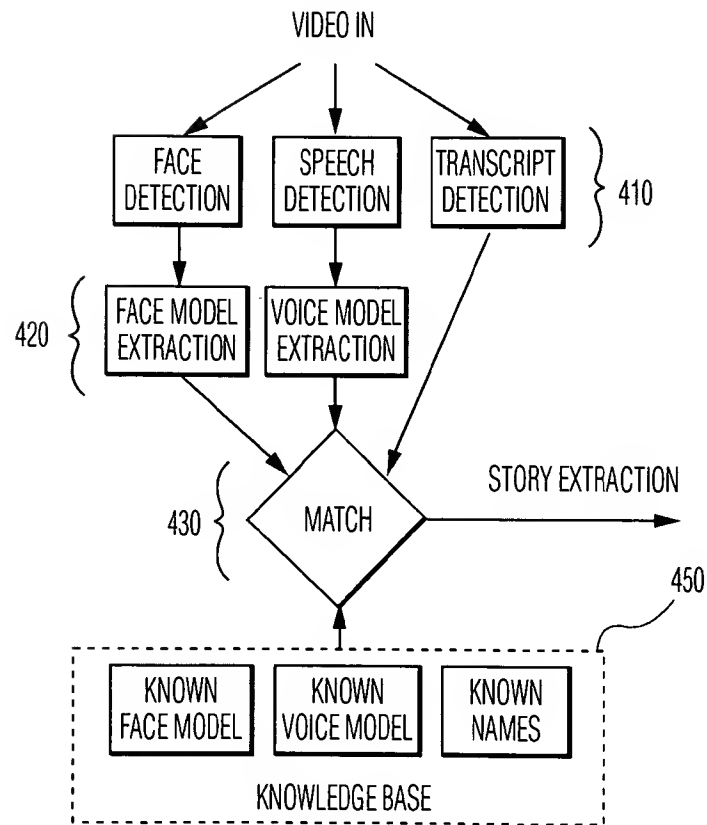 VIDEO IN
FACE
DETECTION
SPEECH
DETECTION
TRANSCRIPT
DETECTION
410
420
FACE MODEL
EXTRACTION
VOICE MODEL
EXTRACTION
STORY EXTRACTION
430
MATCH
450
KNOWN
FACE MODEL
KNOWN
VOICE MODEL
KNOWN
NAMES
KNOWLEDGE BASE